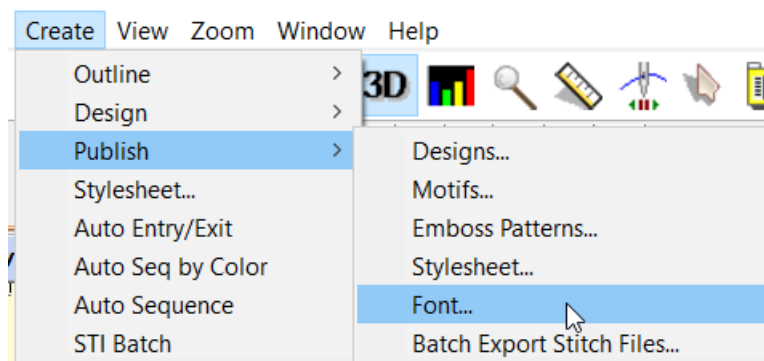 Create View Zoom Window Help
Outline
3D
Design
Publish
Designs...
Stylesheet...
Motifs...
Auto Entry/Exit
Emboss Patterns...
Auto Seq by Color
Stylesheet...
Auto Sequence
Font...
STI Batch
Batch Export Stitch Files...